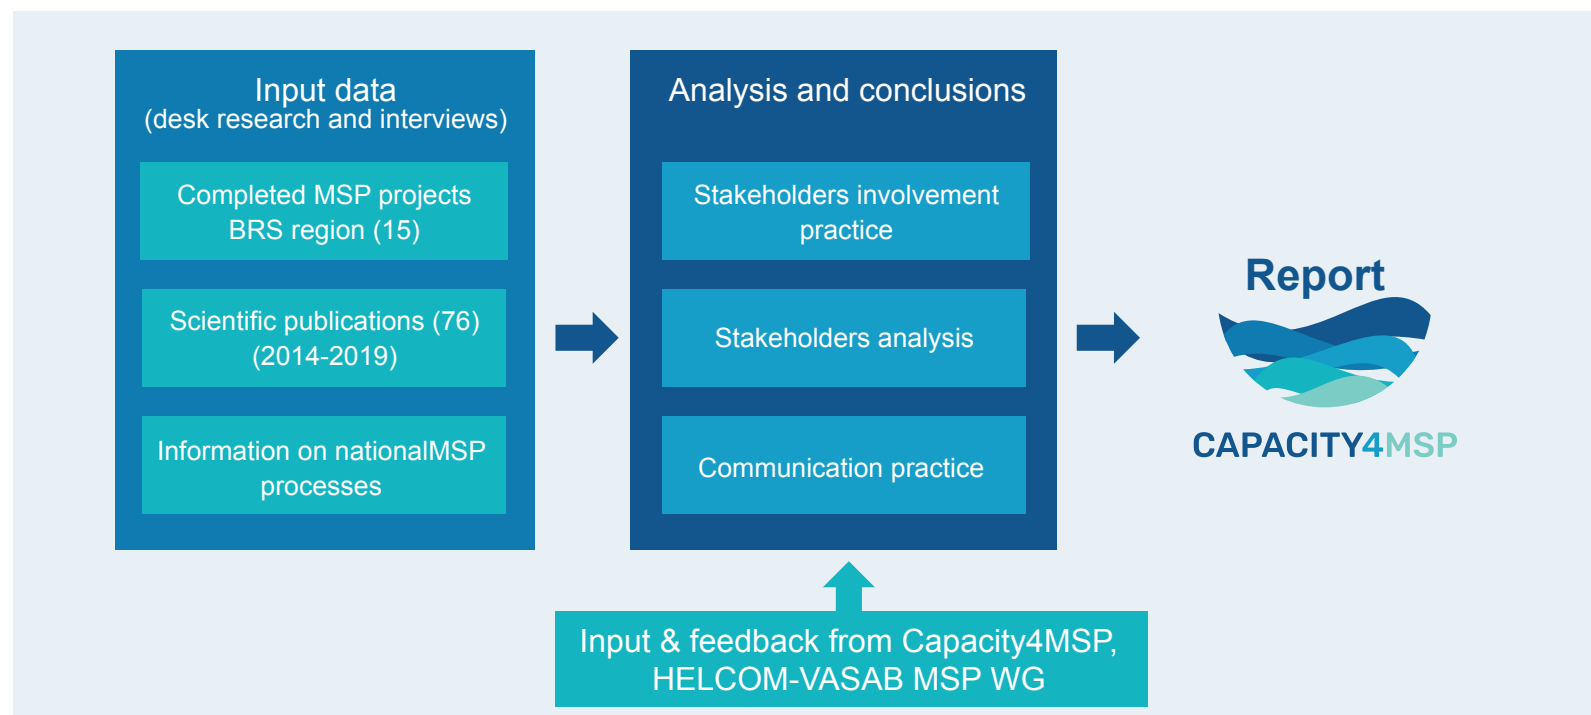 Input data
(desk research and interviews)
Completed MSP projects
BRS region (15)
Scientific publications (76)
(2014-2019)
Information on nationalMSP
processes
Analysis and conclusions
Stakeholders involvement
practice
Stakeholders analysis
Communication practice
Input & feedback from Capacity4MSP,
HELCOM-VASAB MSP WG
Report
CAPACITY4MSP